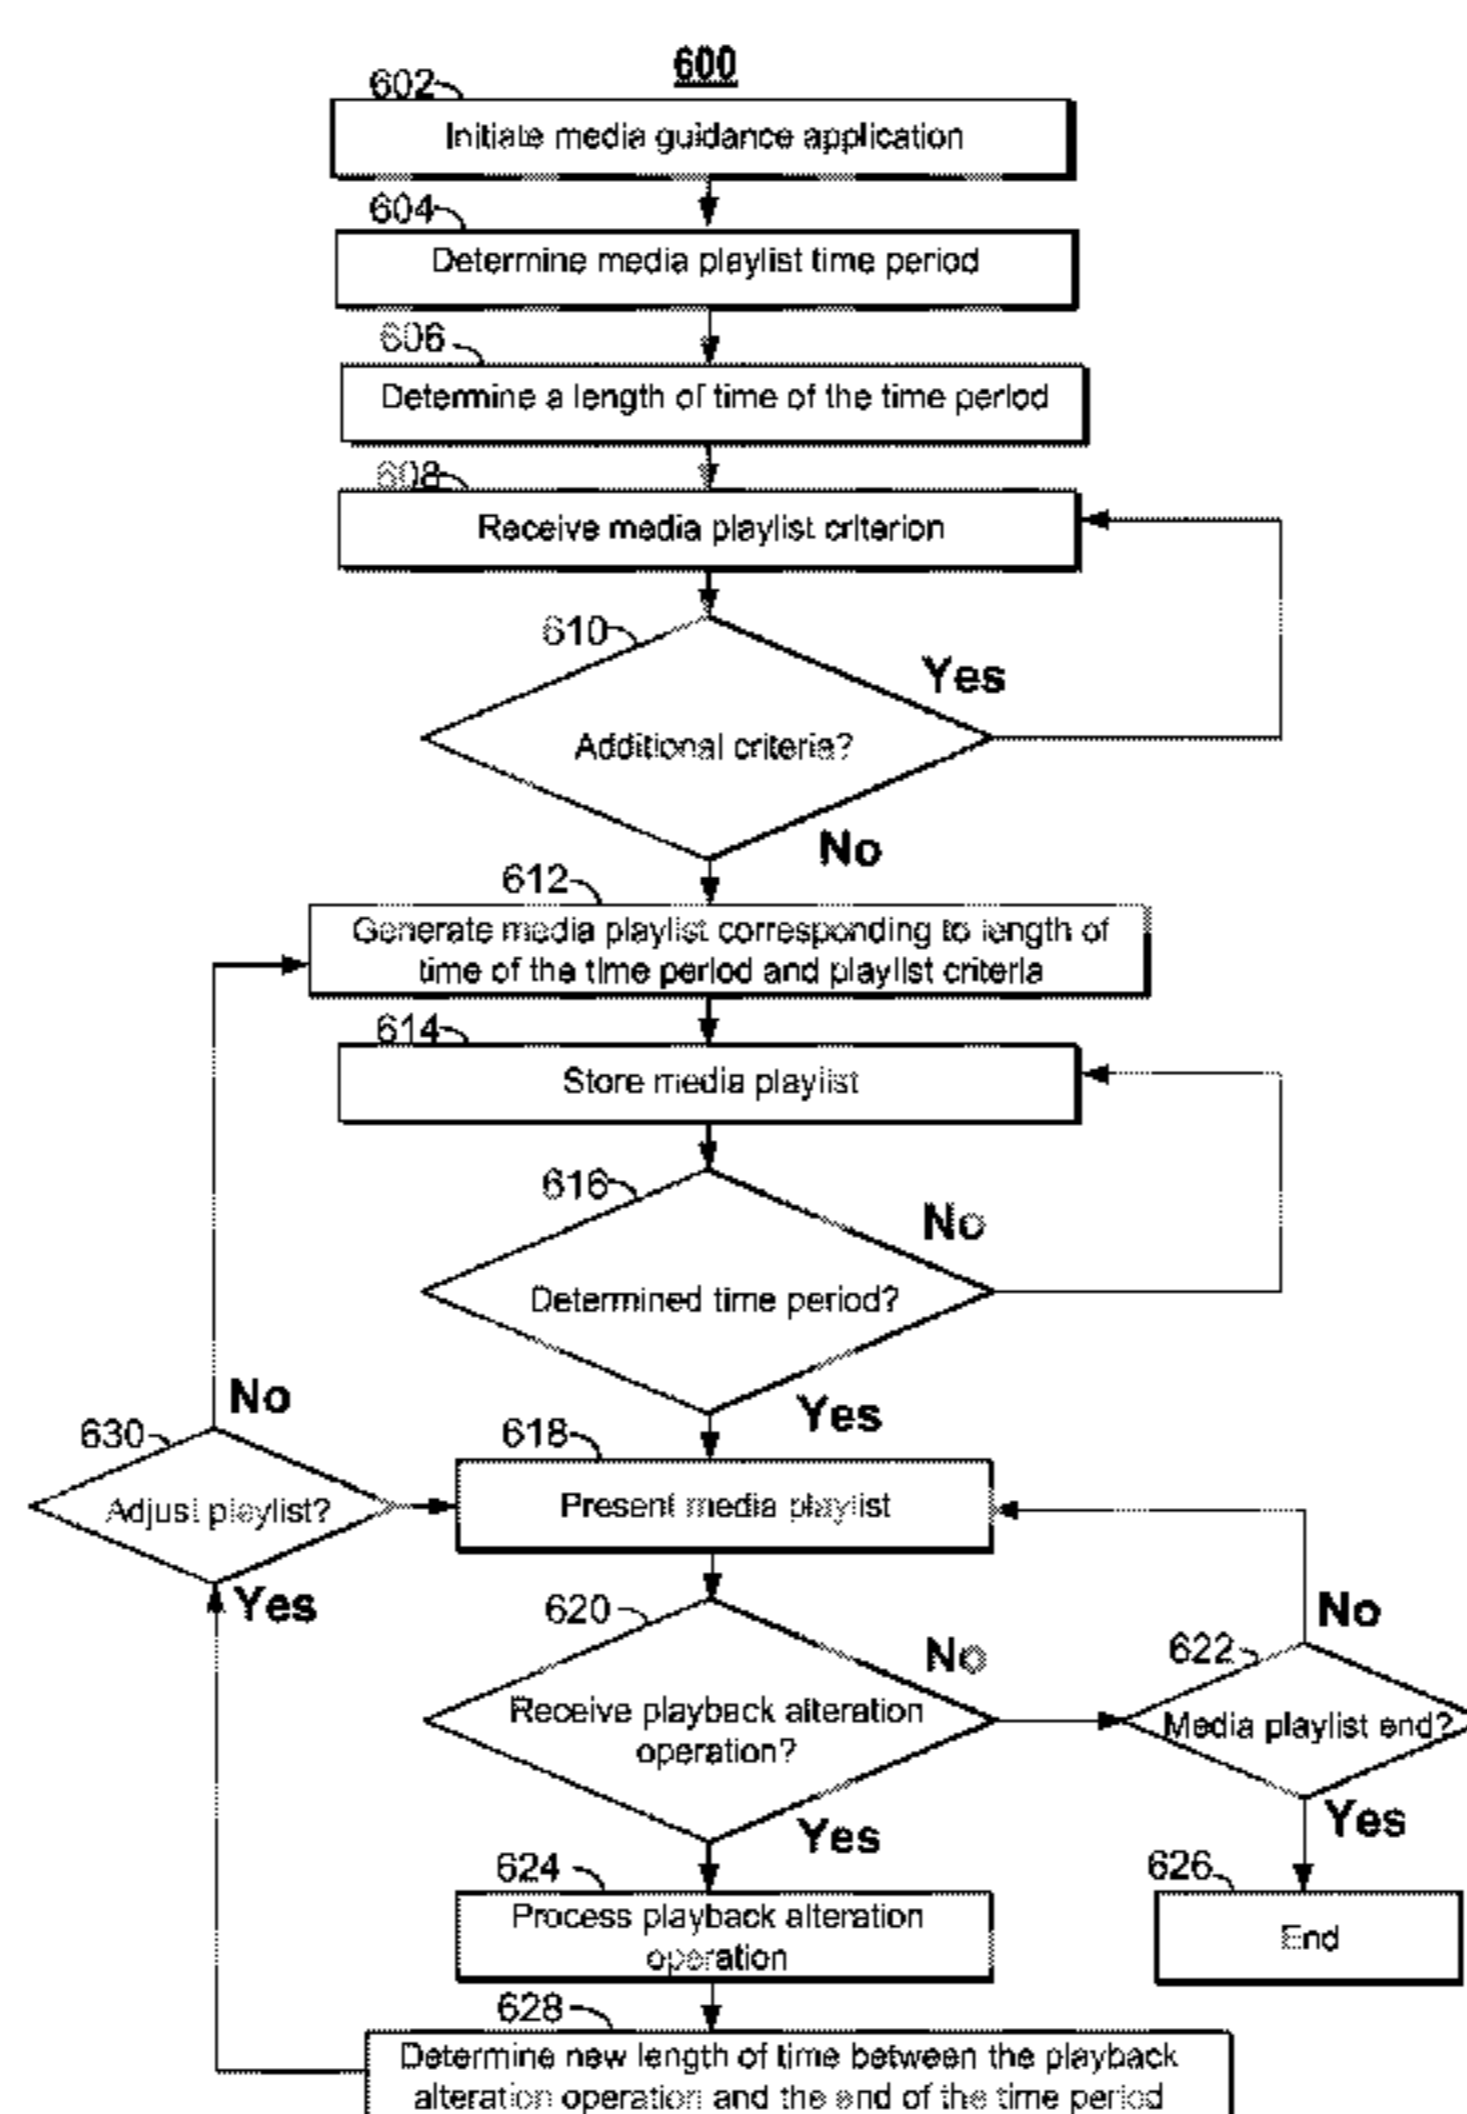 600
602
Initiate media guidance application
604
Determine media playlist time period
606
Determine a length of time of the time period
608
Receive media playlist criterion
610
Yes
Additional criteria?
No
612
Generate media playlist corresponding to length of
time of the time period and playlist criteria
614
Store media playlist
616
No
Determined time period?
Yes
No
630
Adjust playlist?
Yes
618
Present media playlist
620
No
Receive playback alteration
operation?
Yes
No
622
Media playlist end?
Yes
624
Process playback alteration
operation
626
End
628
Determine new length of time between the playback
alteration operation and the end of the time period